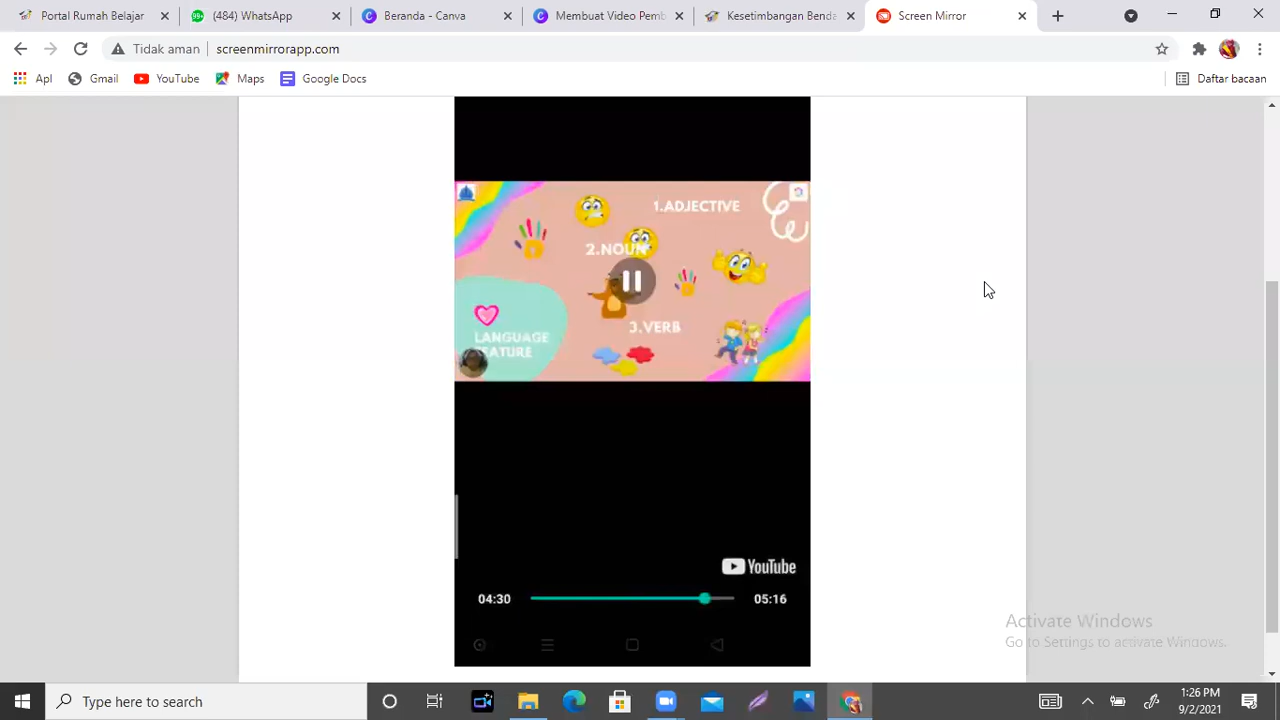 Portal Rumah Belajar
(484) WhatsApp
Beranda - Canva
Membuat Video Pemb
Kesetimbangan Benda
Screen Mirror
Tidak aman
screenmirrorapp.com
Apl
Gmail
YouTube
Maps
Google Docs
Daftar bacaan
1.ADJECTIVE
2.NOUN
3.VERB
LANGUAGE
FEATURE
YouTube
04:30
05:16
Activate Windows
Go to Settings to activate Windows.
Type here to search
1:26 PM
9/2/2021